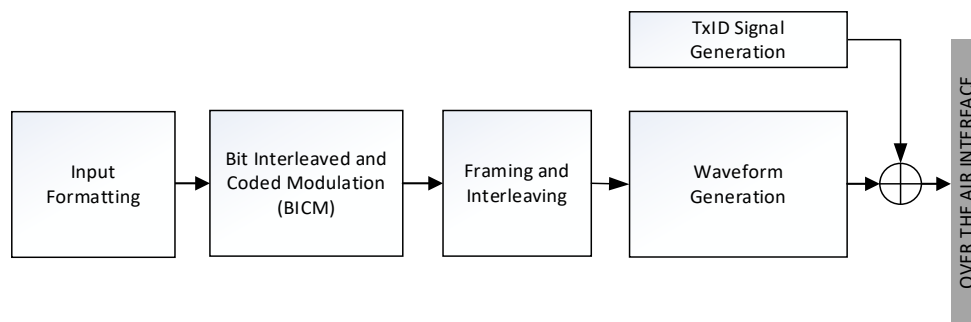 TxID Signal
Generation
Input
Formatting
Bit Interleaved and
Coded Modulation
(BICM)
Framing and
Interleaving
Waveform
Generation
OVER THE AIR INTERFACE